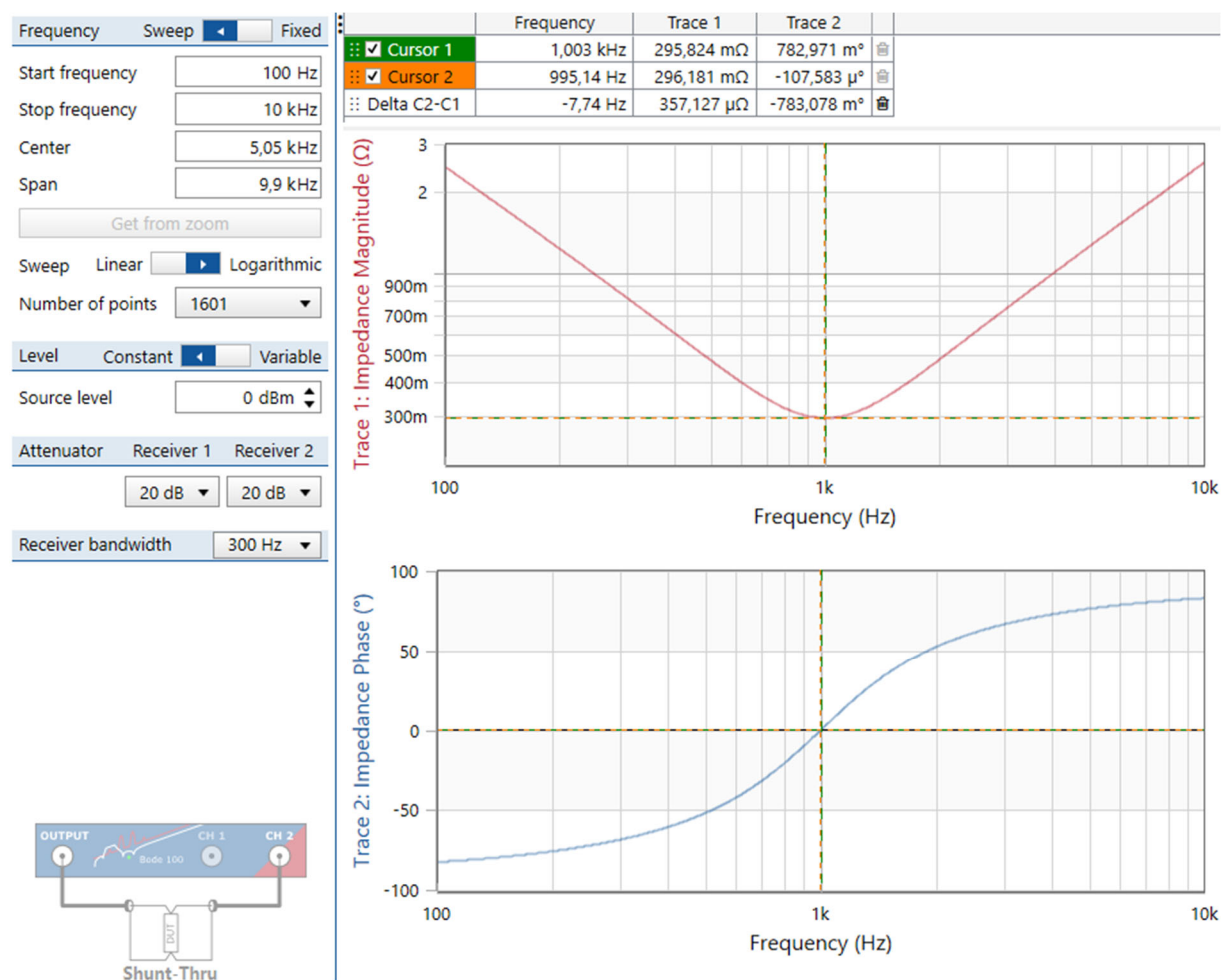 Frequency Sweep Fixed
Start frequency 100 Hz
Stop frequency 10 kHz
Center 5,05 kHz
Span 9,9 kHz
Get from zoom
Sweep Linear Logarithmic
Number of points 1601
Level Constant Variable
Source level 0 dBm
Attenuator Receiver 1 Receiver 2
20 dB 20 dB
Receiver bandwidth 300 Hz
OUTPUT CH 1 CH 2
Bode 100
DUT
Shunt-Thru
Frequency Trace 1 Trace 2
Cursor 1 1,003 kHz 295,824 mΩ 782,971 m°
Cursor 2 995,14 Hz 296,181 mΩ -107,583 µ°
Delta C2-C1 -7,74 Hz 357,127 µΩ -783,078 m°
Trace 1: Impedance Magnitude (Ω)
3
2
900m
700m
500m
400m
300m
100 1k 10k
Frequency (Hz)
Trace 2: Impedance Phase (°)
100
50
0
-50
-100
100 1k 10k
Frequency (Hz)